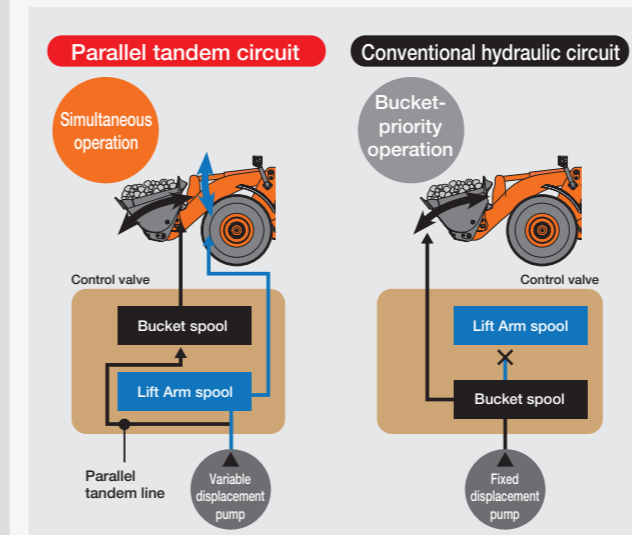 Parallel tandem circuit
Simultaneous
operation
Control valve
Bucket spool
Lift Arm spool
Parallel
tandem line
Variable
displacement
pump
Conventional hydraulic circuit
Bucket-
priority
operation
Control valve
Lift Arm spool
Bucket spool
Fixed
displacement
pump